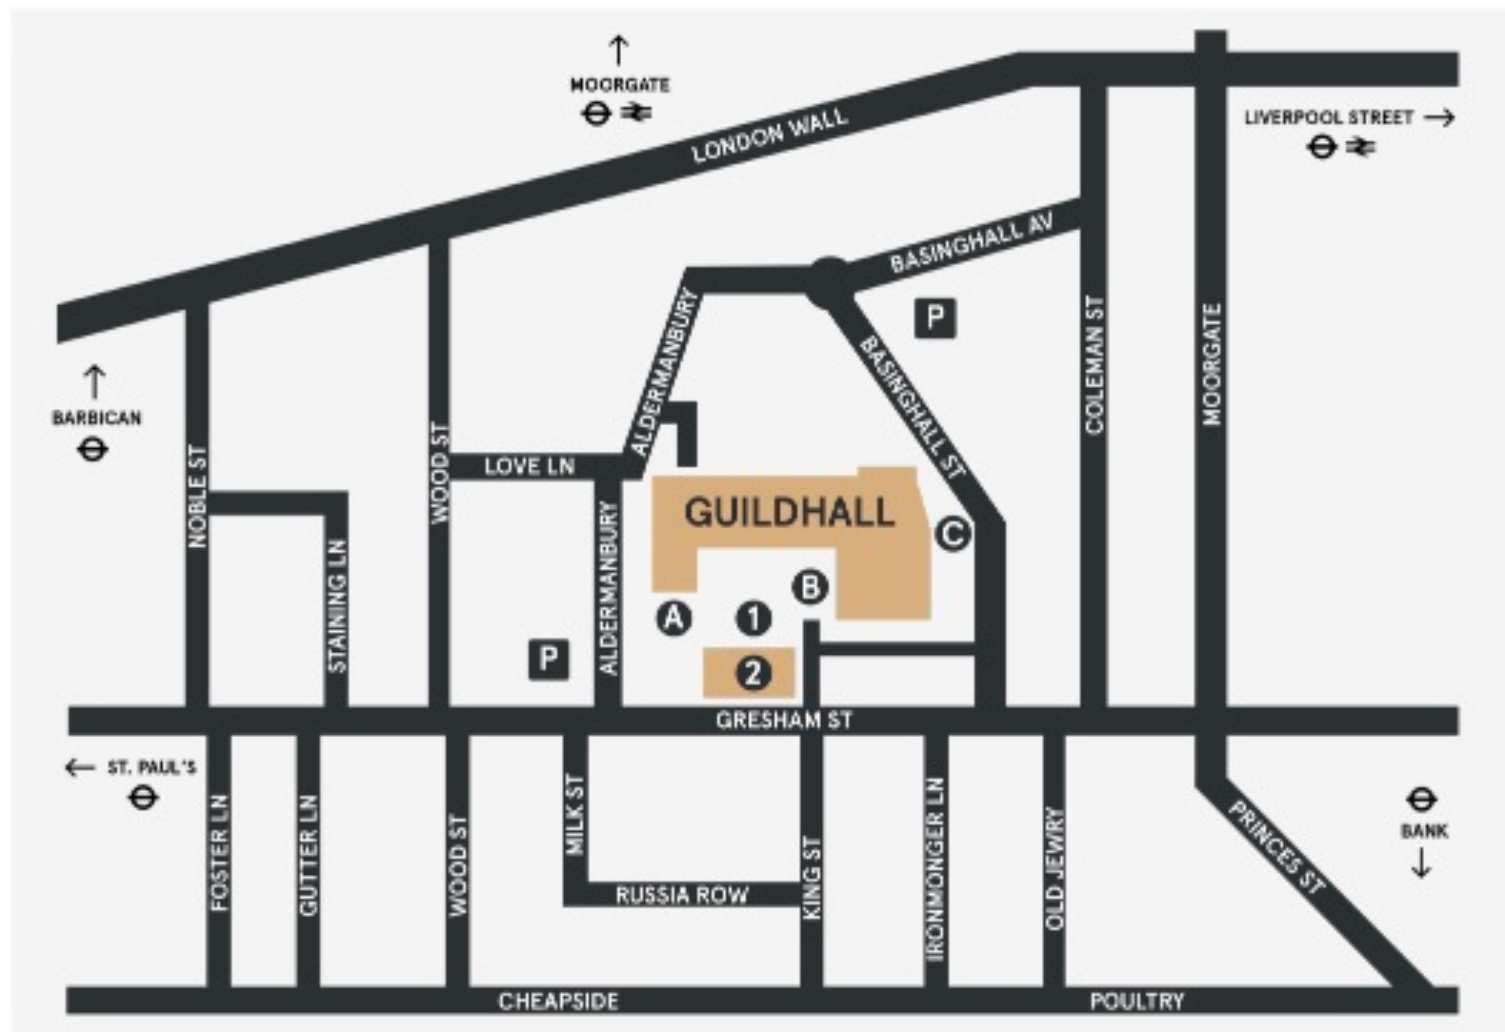 MOORGATE
LONDON WALL
LIVERPOOL STREET
BASINGHALL AV
BARBICAN
ALDERMANBURY
P
BASINGHALL ST
COLEMAN ST
MOORGATE
NOBLE ST
WOOD ST
LOVE LN
GUILDHALL
C
STAINING LN
ALDERMANBURY
B
A
1
P
2
GRESHAM ST
ST. PAUL'S
FOSTER LN
GUTTER LN
WOOD ST
MILK ST
RUSSIA ROW
KING ST
IRONMONGER LN
OLD JEWRY
PRINCES ST
BANK
CHEAPSIDE
POULTRY